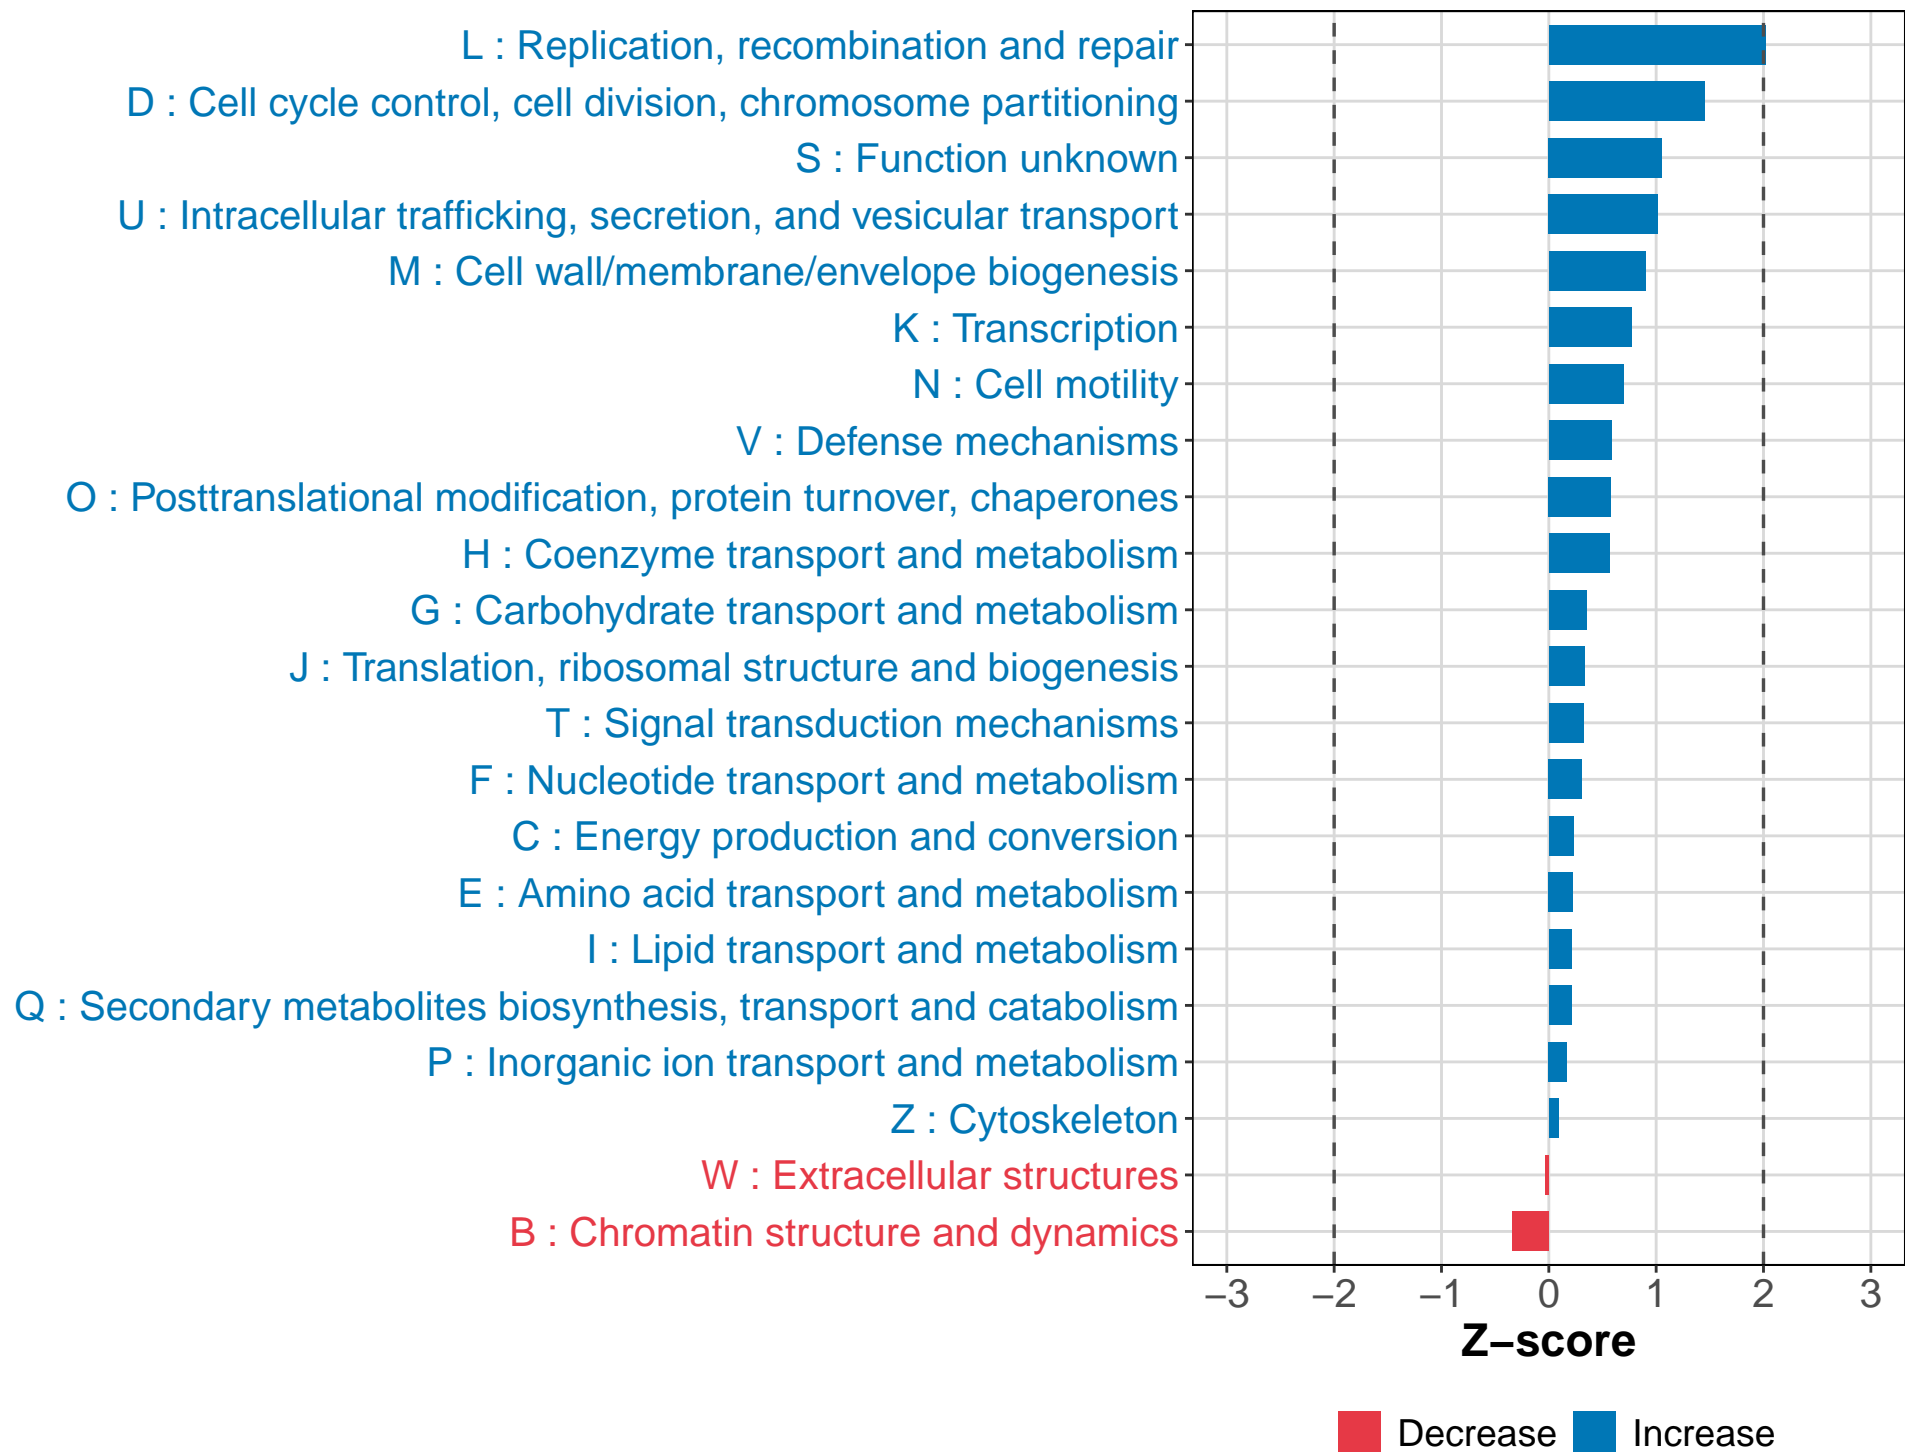 L : Replication, recombination and repair
D : Cell cycle control, cell division, chromosome partitioning
S : Function unknown
U : Intracellular trafficking, secretion, and vesicular transport
M : Cell wall/membrane/envelope biogenesis
K : Transcription
N : Cell motility
V : Defense mechanisms
O : Posttranslational modification, protein turnover, chaperones
H : Coenzyme transport and metabolism
G : Carbohydrate transport and metabolism
J : Translation, ribosomal structure and biogenesis
T : Signal transduction mechanisms
F : Nucleotide transport and metabolism
C : Energy production and conversion
E : Amino acid transport and metabolism
I : Lipid transport and metabolism
Q : Secondary metabolites biosynthesis, transport and catabolism
P : Inorganic ion transport and metabolism
Z : Cytoskeleton
W : Extracellular structures
B : Chromatin structure and dynamics
−3 −2 −1 0 1 2 3
Z−score
Decrease Increase